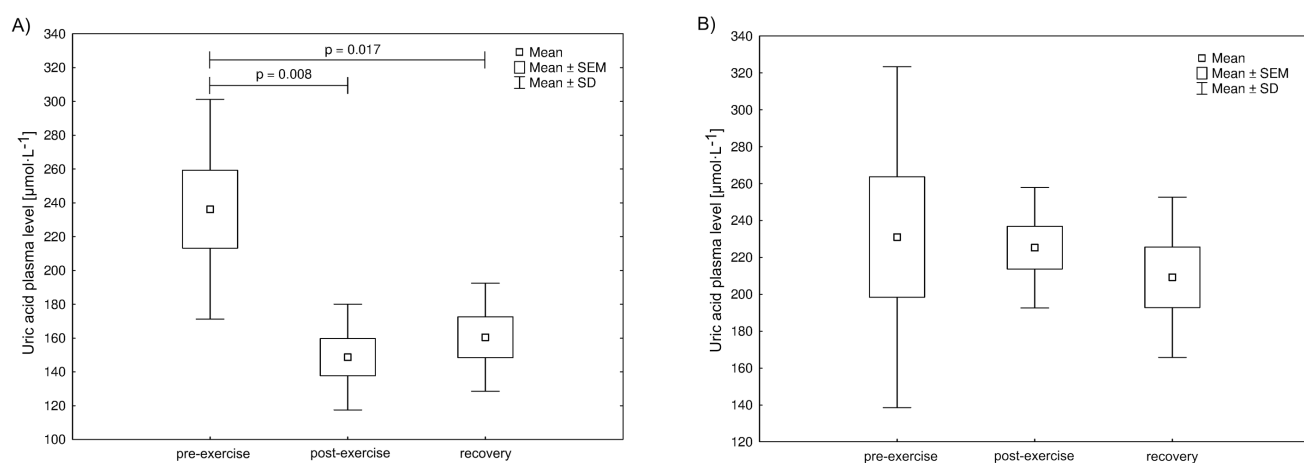 A)
Uric acid plasma level [µmol·L⁻¹]
340
320
300
280
260
240
220
200
180
160
140
120
100
p = 0.017
p = 0.008
Mean
Mean ± SEM
Mean ± SD
pre-exercise
post-exercise
recovery
B)
Uric acid plasma level [µmol·L⁻¹]
340
320
300
280
260
240
220
200
180
160
140
120
Mean
Mean ± SEM
Mean ± SD
pre-exercise
post-exercise
recovery